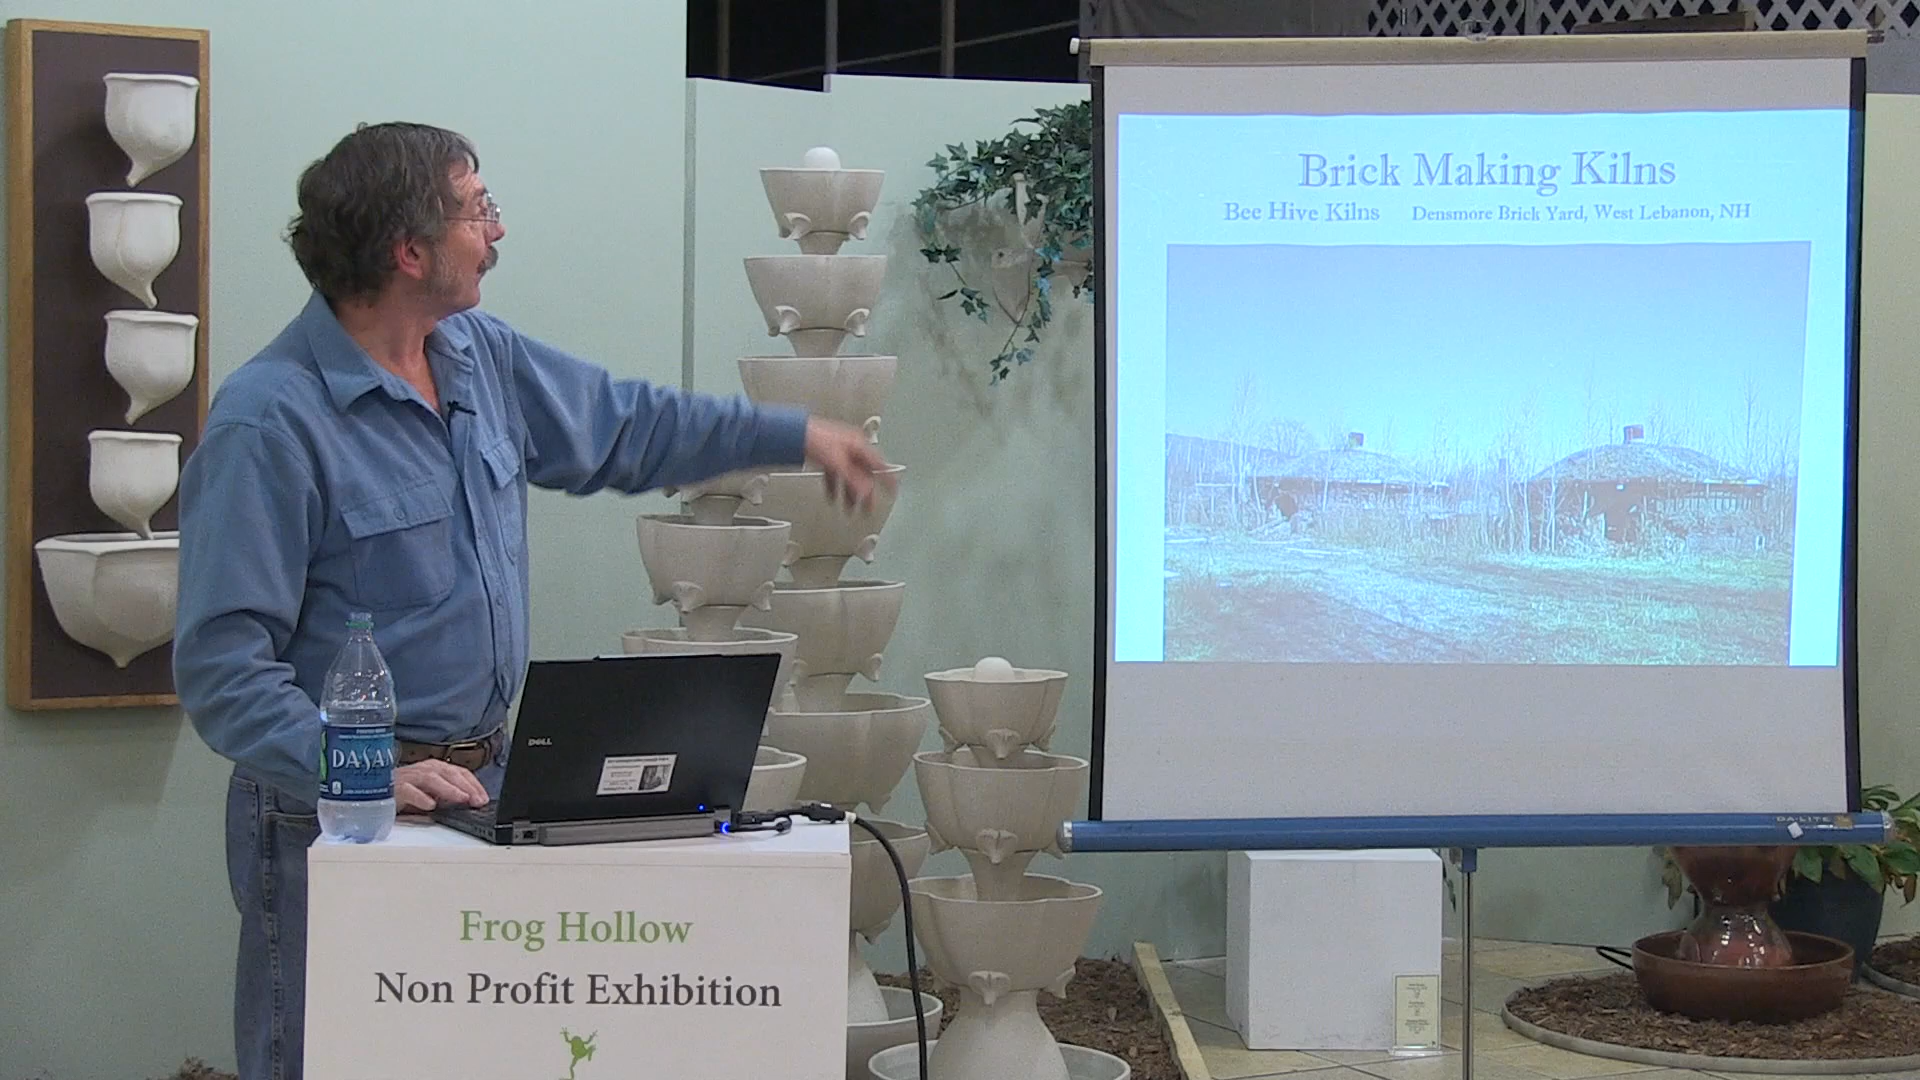 Brick Making Kilns
Bee Hive Kilns Densmore Brick Yard, West Lebanon, NH
DELL
DASAN
DA-LITE
Frog Hollow
Non Profit Exhibition